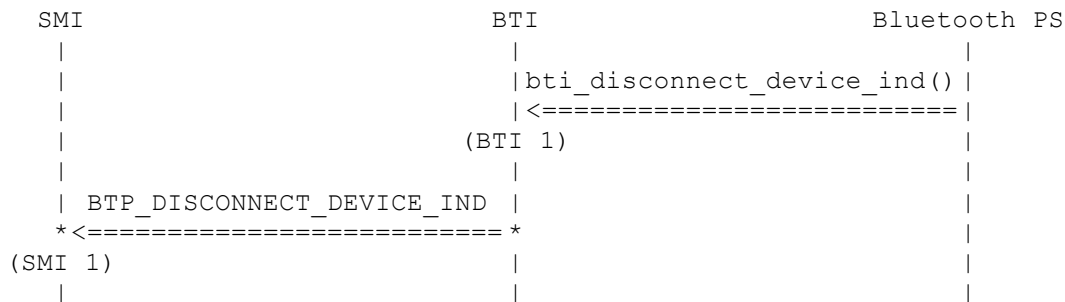 SMI BTI Bluetooth PS
| | |
| |bti_disconnect_device_ind()|
| |<==========================|
| (BTI 1) |
| | |
| BTP_DISCONNECT_DEVICE_IND | |
*<========================== * |
(SMI 1) | |
| | |